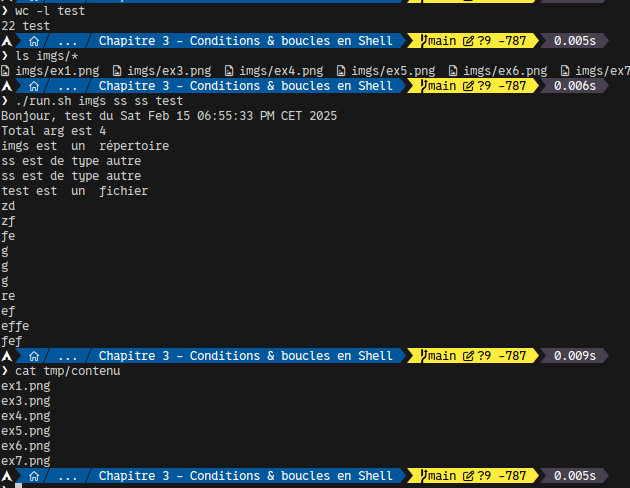 ❯ wc -l test
22 test
... Chapitre 3 – Conditions & boucles en Shell main ?9 -787 0.005s
❯ ls imgs/*
imgs/ex1.png imgs/ex3.png imgs/ex4.png imgs/ex5.png imgs/ex6.png imgs/ex7
... Chapitre 3 – Conditions & boucles en Shell main ?9 -787 0.006s
❯ ./run.sh imgs ss ss test
Bonjour, test du Sat Feb 15 06:55:33 PM CET 2025
Total arg est 4
imgs est un répertoire
ss est de type autre
ss est de type autre
test est un fichier
zd
zf
fe
g
g
g
re
ef
effe
fef
... Chapitre 3 – Conditions & boucles en Shell main ?9 -787 0.009s
❯ cat tmp/contenu
ex1.png
ex3.png
ex4.png
ex5.png
ex6.png
ex7.png
... Chapitre 3 – Conditions & boucles en Shell main ?9 -787 0.005s